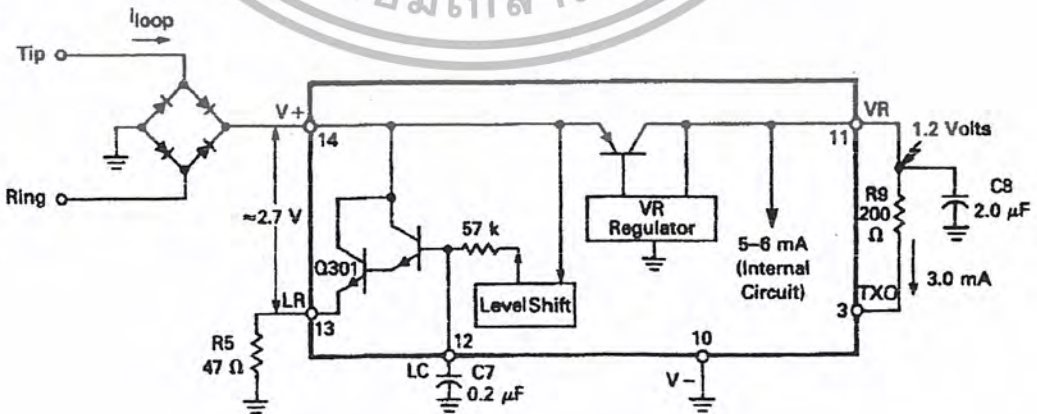 Iloop
Tip
Ring
V+
14
≈2.7 V
Q301
57 k
Level Shift
LR
13
R5
47 Ω
12
LC
C7
0.2 µF
VR
Regulator
10
V-
5–6 mA
(Internal
Circuit)
VR
11
1.2 Volts
R9
200
Ω
C8
2.0 µF
3.0 mA
TXO
3